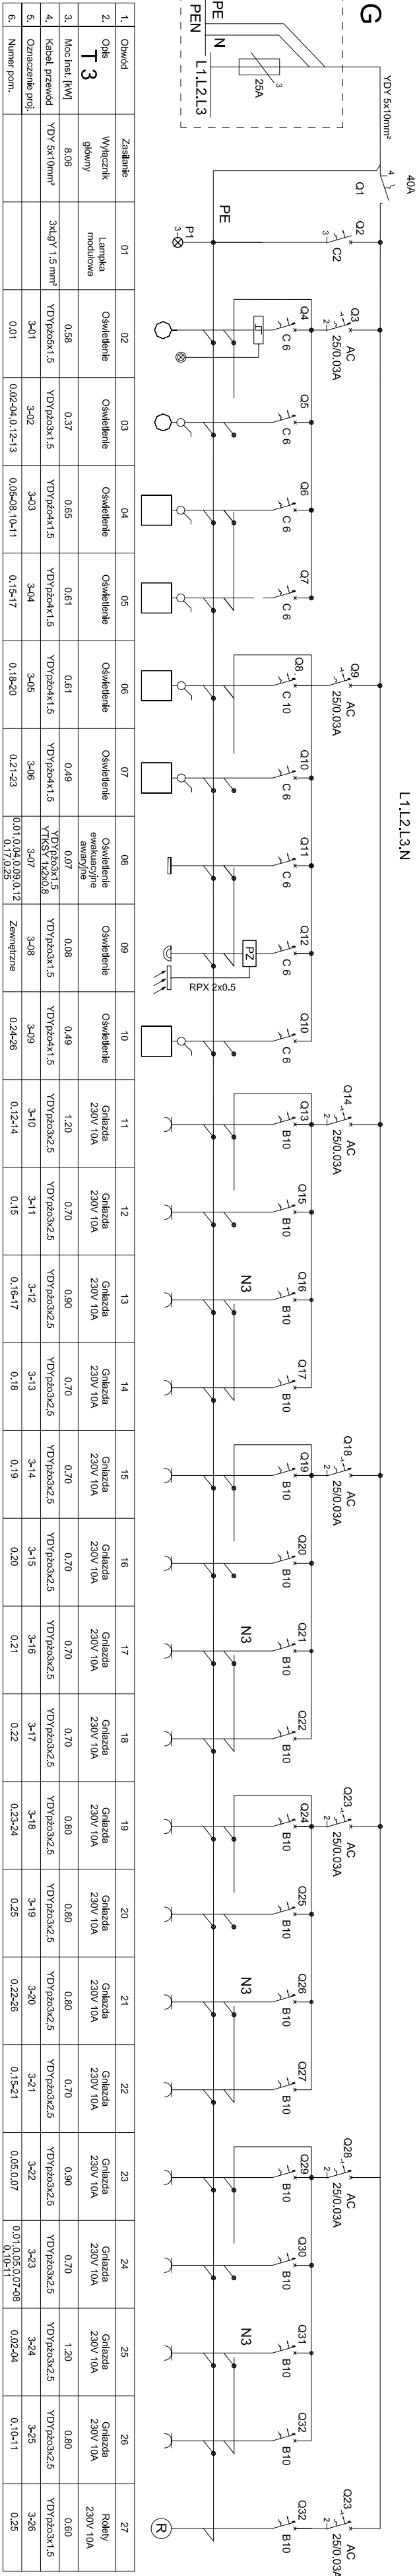 G
YDY 5x10mm²
PE
PEN
N
L1.L2.L3
25A
3
40A
4
Q1
L1.L2.L3.N
PE
Q2
3
C2
P1
3
Q3
2
AC
25/0.03A
Q4
C 6
Q5
C 6
Q6
C 6
Q7
C 6
Q9
2
AC
25/0.03A
Q8
C 10
Q10
C 6
Q11
C 6
Q12
C 6
PZ
RPX 2x0.5
Q10
C 6
Q14
2
AC
25/0.03A
Q13
B10
Q15
B10
Q16
B10
N3
Q17
B10
Q18
2
AC
25/0.03A
Q19
B10
Q20
B10
Q21
B10
N3
Q22
B10
Q23
2
AC
25/0.03A
Q24
B10
Q25
B10
Q26
B10
N3
Q27
B10
Q28
2
AC
25/0.03A
Q29
B10
Q30
B10
Q31
B10
N3
Q32
B10
Q23
2
AC
25/0.03A
Q32
B10
R
1. Obwód Zasilanie 01 02 03 04 05 06 07 08 09 10 11 12 13 14 15 16 17 18 19 20 21 22 23 24 25 26 27
2. Opis Wyłącznik Lampka Oświetlenie Oświetlenie Oświetlenie Oświetlenie Oświetlenie Oświetlenie Oświetlenie Oświetlenie Oświetlenie Gniazda Gniazda Gniazda Gniazda Gniazda Gniazda Gniazda Gniazda Gniazda Gniazda Gniazda Gniazda Gniazda Gniazda Gniazda Gniazda Rolety
T 3 główny modułowa ewakuacyjne 230V 10A 230V 10A 230V 10A 230V 10A 230V 10A 230V 10A 230V 10A 230V 10A 230V 10A 230V 10A 230V 10A 230V 10A 230V 10A 230V 10A 230V 10A 230V 10A 230V 10A
awaryjne
3. Moc inst. [kW] 8.06 0.58 0.37 0.65 0.61 0.61 0.49 0.07 0.08 0.49 1.20 0.70 0.90 0.70 0.70 0.70 0.70 0.70 0.80 0.80 0.80 0.70 0.90 0.70 1.20 0.80 0.60
4. Kabel, przewód YDY 5x10mm² 3xLgY 1.5 mm² YDYpżo5x1,5 YDYpżo3x1,5 YDYpżo4x1,5 YDYpżo4x1,5 YDYpżo4x1,5 YDYpżo4x1,5 YDYpżo3x1,5 YDYpżo3x1,5 YDYpżo4x1,5 YDYpżo3x2,5 YDYpżo3x2,5 YDYpżo3x2,5 YDYpżo3x2,5 YDYpżo3x2,5 YDYpżo3x2,5 YDYpżo3x2,5 YDYpżo3x2,5 YDYpżo3x2,5 YDYpżo3x2,5 YDYpżo3x2,5 YDYpżo3x2,5 YDYpżo3x2,5 YDYpżo3x2,5 YDYpżo3x2,5 YDYpżo3x2,5 YDYpżo3x1,5
YTKSY1x2x0,8
5. Oznaczenie proj. 3-01 3-02 3-03 3-04 3-05 3-06 3-07 3-08 3-09 3-10 3-11 3-12 3-13 3-14 3-15 3-16 3-17 3-18 3-19 3-20 3-21 3-22 3-23 3-24 3-25 3-26
6. Numer pom. 0.01 0.02-04,0.12-13 0.05-08,10-11 0.15-17 0.18-20 0.21-23 0.01,0.04,0.09,0.12 Zewnętrzne 0.24-26 0.12-14 0.15 0.16-17 0.18 0.19 0.20 0.21 0.22 0.23-24 0.25 0.22-26 0.15-21 0.05,0.07 0.01,0.05,0.07-08 0.02-04 0.10-11 0.25
0.17,0.25 0.10-11